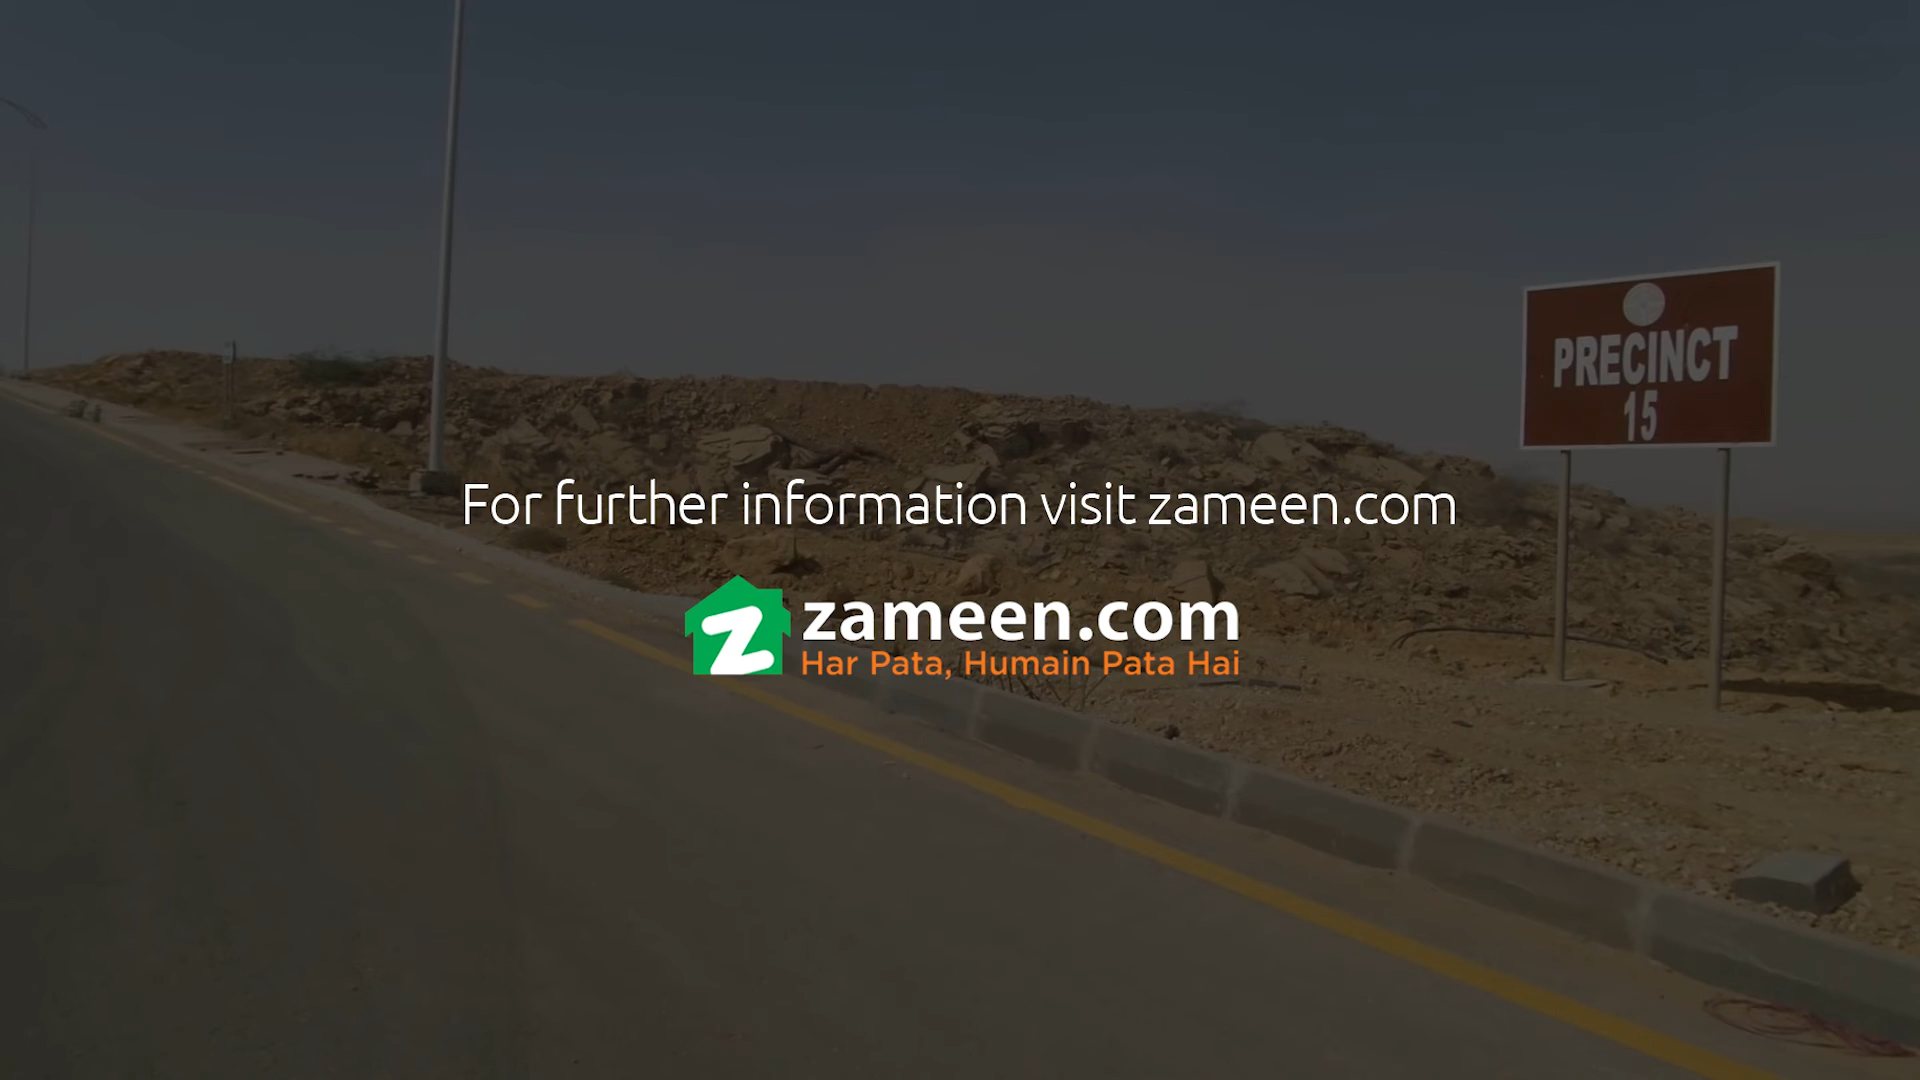 PRECINCT
15
For further information visit zameen.com
zameen.com
Har Pata, Humain Pata Hai